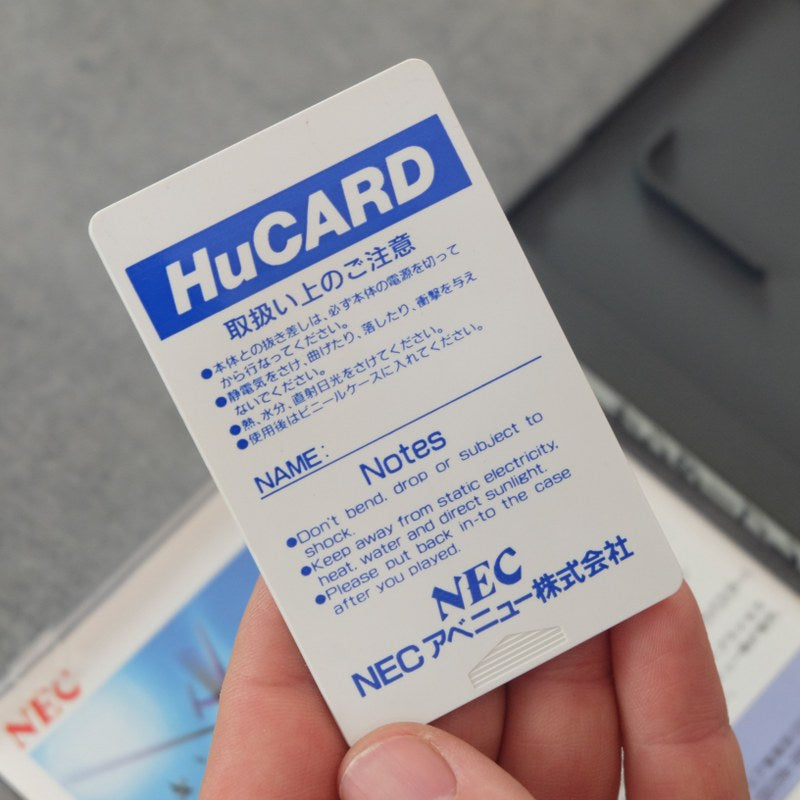 HuCARD
取扱い上のご注意
●本体との抜き差しは、必ず本体の電源を切って
から行なってください。
●静電気をさけ、曲げたり、落したり、衝撃を与え
ないでください。
●熱、水分、直射日光をさけてください。
●使用後はビニールケースに入れてください。
NAME:
Notes
●Don't bend, drop or subject to
shock.
●Keep away from static electricity,
heat, water and direct sunlight.
●Please put back in-to the case
after you played.
NEC
NECアベニュー株式会社
NEC